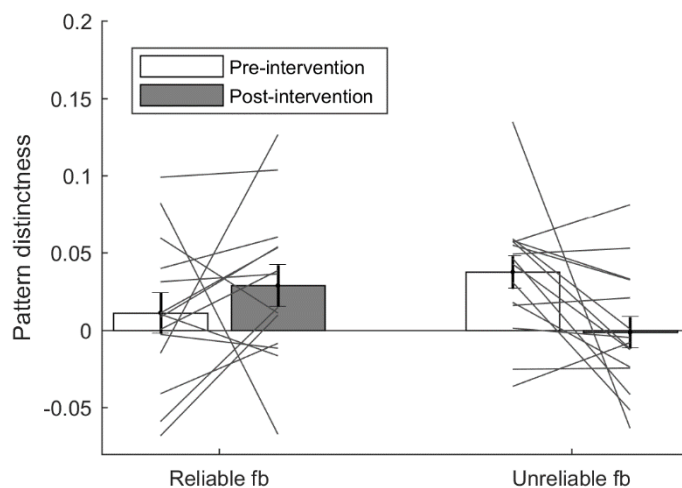 0.2
0.15
Pre-intervention
Post-intervention
0.1
0.05
0
-0.05
Pattern distinctness
Reliable fb
Unreliable fb